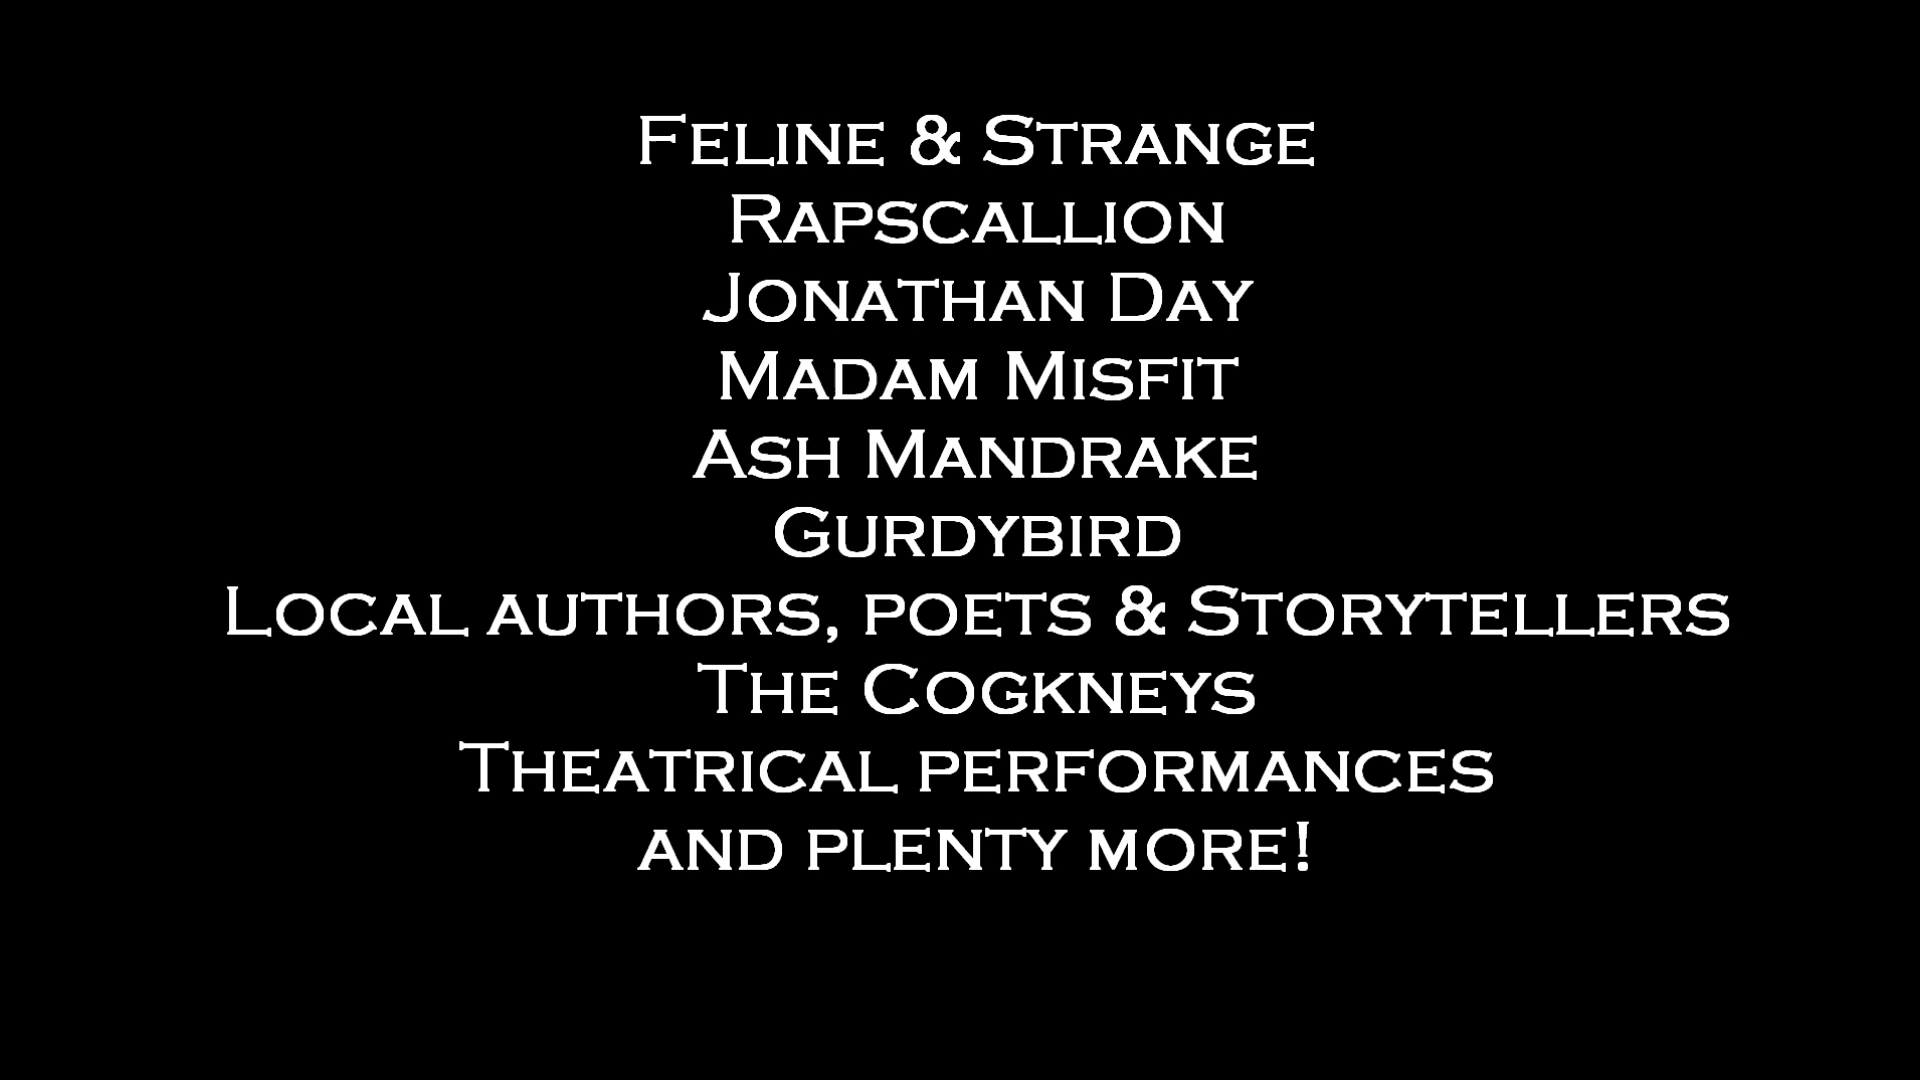 Feline & Strange
Rapscallion
Jonathan Day
Madam Misfit
Ash Mandrake
Gurdybird
Local authors, poets & Storytellers
The Cogkneys
Theatrical performances
and plenty more!